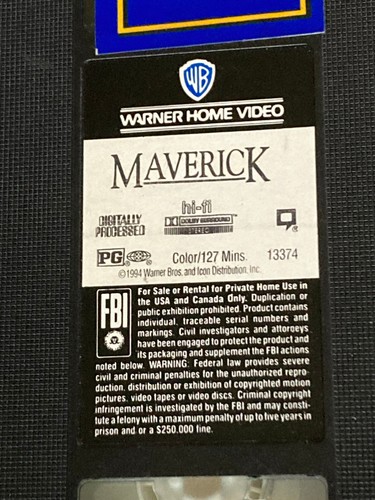 WB
WARNER HOME VIDEO
MAVERICK
hi-fi
DIGITALLY DOLBY SURROUND
PROCESSED
PG Color/127 Mins. 13374
©1994 Warner Bros. and Icon Distribution, Inc.
FBI
For Sale or Rental for Private Home Use in
the USA and Canada Only. Duplication or
public exhibition prohibited. Product contains
individual, traceable serial numbers and
markings. Civil investigators and attorneys
have been engaged to protect the product and
its packaging and supplement the FBI actions
noted below. WARNING: Federal law provides severe
civil and criminal penalties for the unauthorized repro-
duction, distribution or exhibition of copyrighted motion
pictures, video tapes or video discs. Criminal copyright
infringement is investigated by the FBI and may consti-
tute a felony with a maximum penalty of up to five years in
prison and or a $250.000 fine.